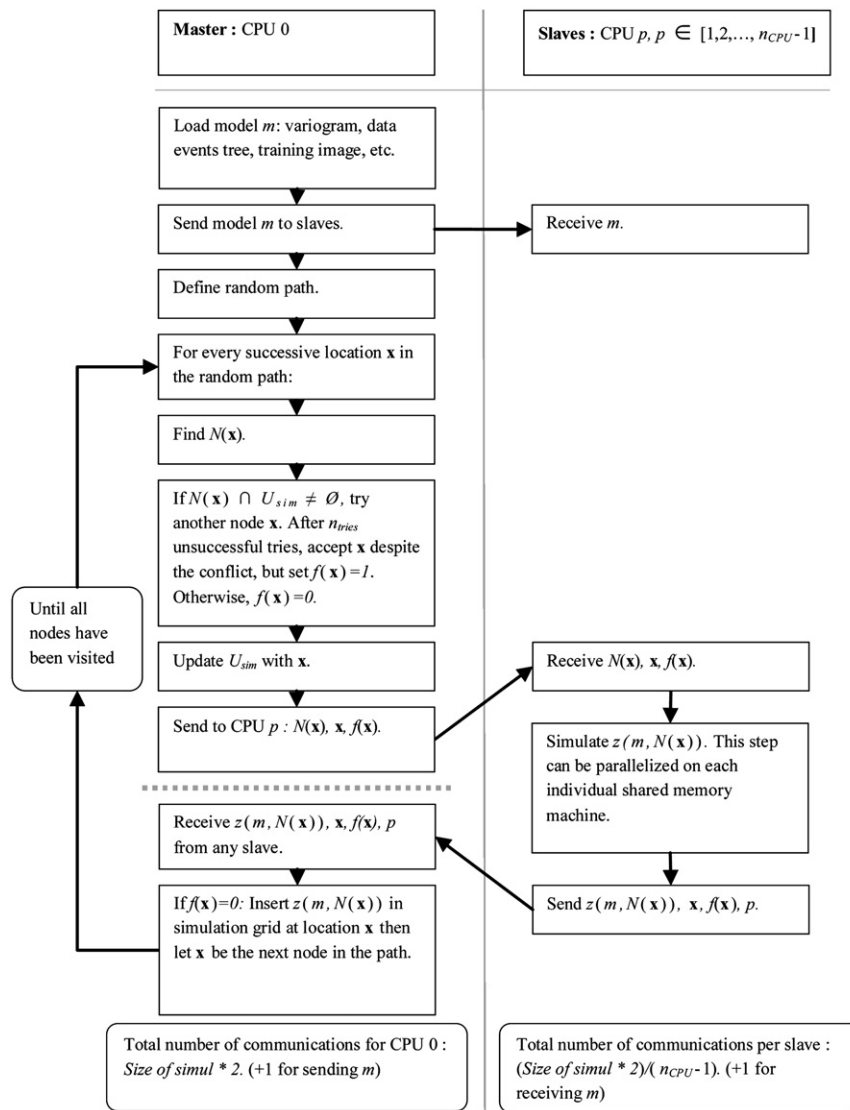 Master : CPU 0
Slaves : CPU p, p ∈ [1,2,…, nCPU-1]
Load model m: variogram, data
events tree, training image, etc.
Send model m to slaves.
Receive m.
Define random path.
For every successive location x in
the random path:
Find N(x).
If N(x) ∩ Usim ≠ Ø, try
another node x. After ntries
unsuccessful tries, accept x despite
the conflict, but set f(x)=1.
Otherwise, f(x)=0.
Until all
nodes have
been visited
Update Usim with x.
Send to CPU p : N(x), x, f(x).
Receive N(x), x, f(x).
Simulate z(m, N(x)). This step
can be parallelized on each
individual shared memory
machine.
Send z(m, N(x)), x, f(x), p.
Receive z(m, N(x)), x, f(x), p
from any slave.
If f(x)=0: Insert z(m, N(x)) in
simulation grid at location x then
let x be the next node in the path.
Total number of communications for CPU 0 :
Size of simul * 2. (+1 for sending m)
Total number of communications per slave :
(Size of simul * 2)/( nCPU-1). (+1 for
receiving m)